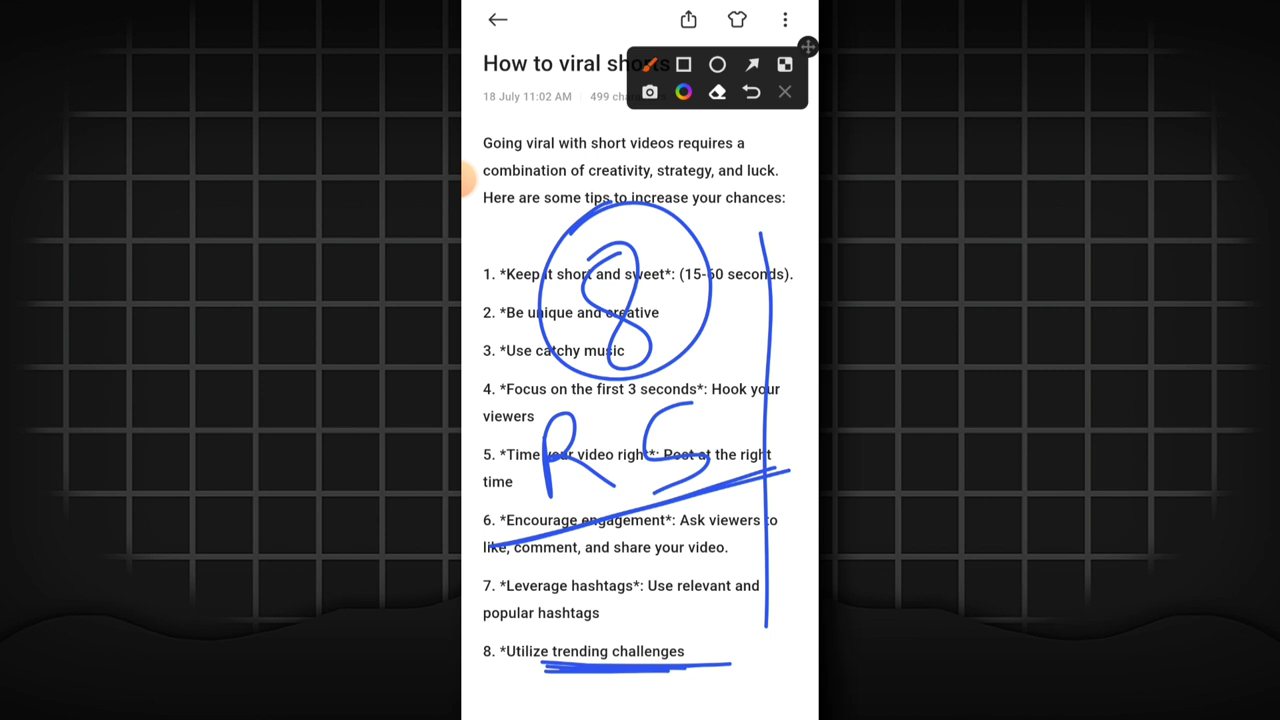 How to viral shorts
18 July 11:02 AM | 499
Going viral with short videos requires a
combination of creativity, strategy, and luck.
Here are some tips to increase your chances:
1. *Keep it short and sweet*: (15-60 seconds).
2. *Be unique and creative
3. *Use catchy music
4. *Focus on the first 3 seconds*: Hook your
viewers
5. *Time your video right*: Post at the right
time
6. *Encourage engagement*: Ask viewers to
like, comment, and share your video.
7. *Leverage hashtags*: Use relevant and
popular hashtags
8. *Utilize trending challenges
8
RS